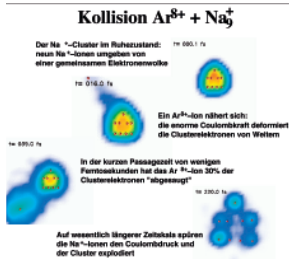 Kollision Ar8+ + Na9+
Der Na +-Cluster im Ruhezustand:
neun Na +-Ionen umgeben von
einer gemeinsamen Elektronenwolke
Ein Ar8+-Ion nähert sich:
die enorme Coulombkraft deformiert
die Clusterelektronen von Weitem
In der kurzen Passagezeit von wenigen
Femtosekunden hat das Ar 8+-Ion 30% der
Clusterelektronen "abgesaugt"
Auf wesentlich längerer Zeitskala spüren
die Na+-Ionen den Coulombdruck und
der Cluster explodiert